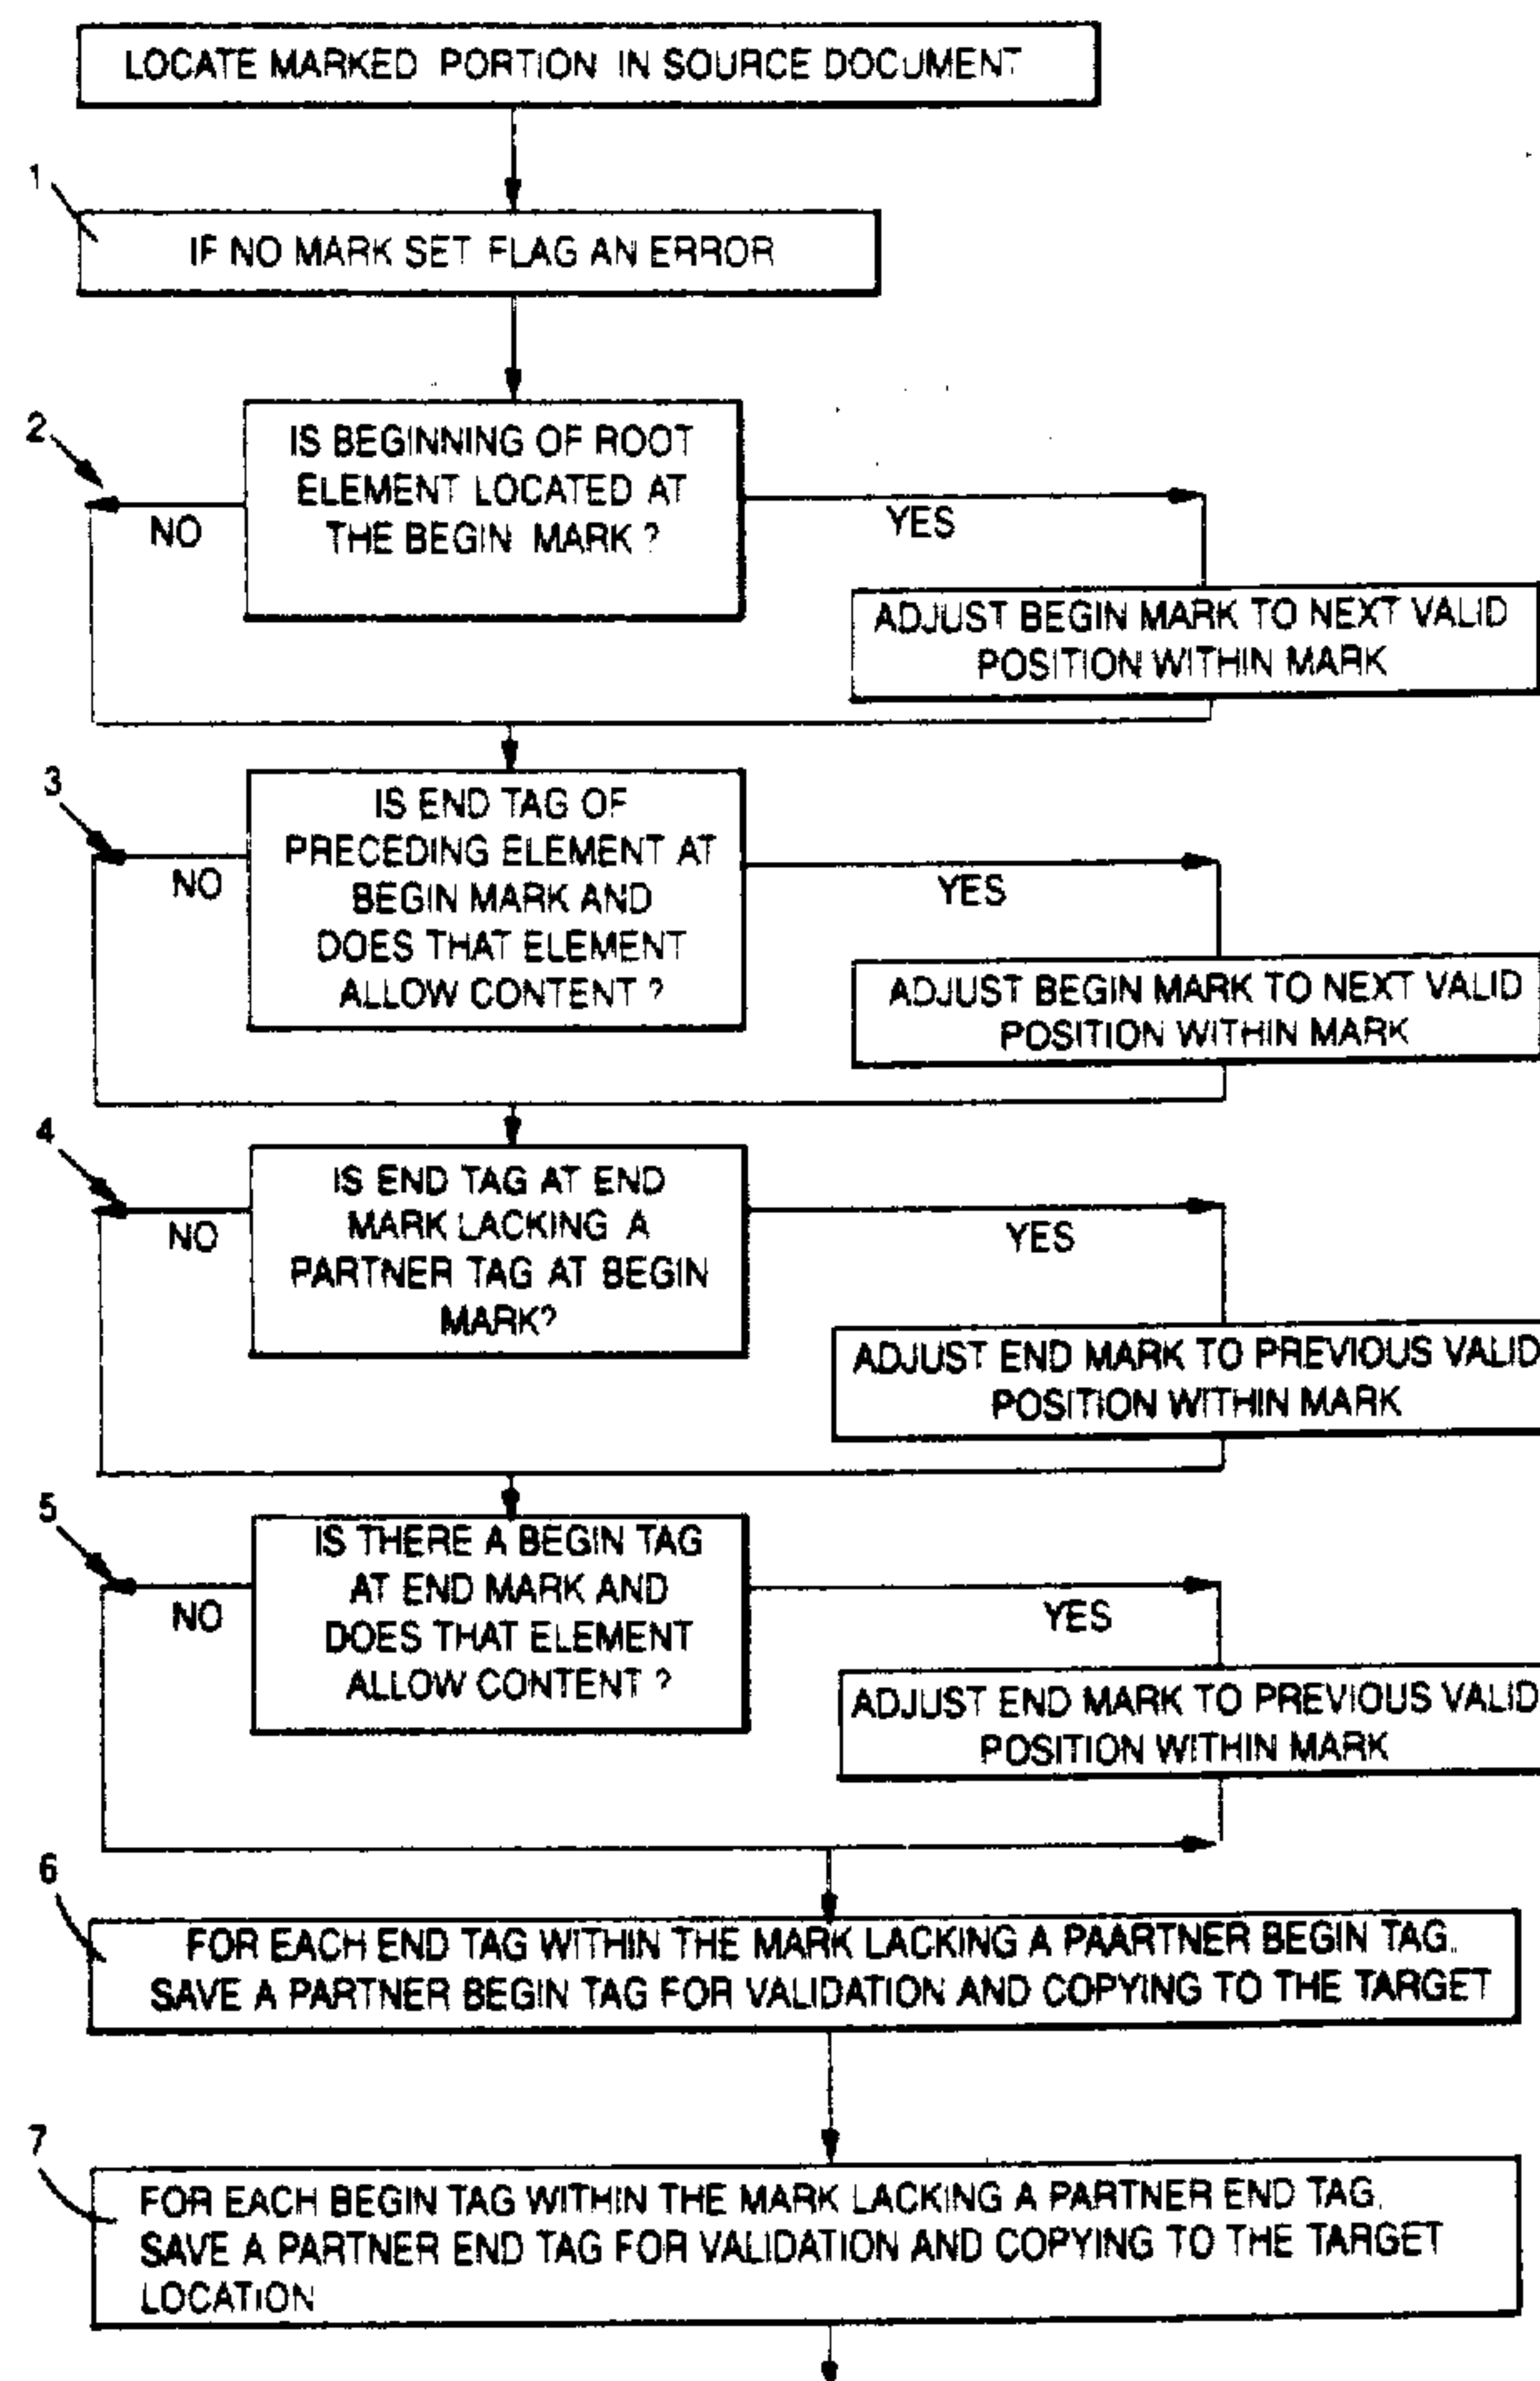 LOCATE MARKED PORTION IN SOURCE DOCUMENT
1
IF NO MARK SET FLAG AN ERROR
2
IS BEGINNING OF ROOT
ELEMENT LOCATED AT
THE BEGIN MARK ?
NO
YES
ADJUST BEGIN MARK TO NEXT VALID
POSITION WITHIN MARK
3
IS END TAG OF
PRECEDING ELEMENT AT
BEGIN MARK AND
DOES THAT ELEMENT
ALLOW CONTENT ?
NO
YES
ADJUST BEGIN MARK TO NEXT VALID
POSITION WITHIN MARK
4
IS END TAG AT END
MARK LACKING A
PARTNER TAG AT BEGIN
MARK?
NO
YES
ADJUST END MARK TO PREVIOUS VALID
POSITION WITHIN MARK
5
IS THERE A BEGIN TAG
AT END MARK AND
DOES THAT ELEMENT
ALLOW CONTENT ?
NO
YES
ADJUST END MARK TO PREVIOUS VALID
POSITION WITHIN MARK
6
FOR EACH END TAG WITHIN THE MARK LACKING A PAARTNER BEGIN TAG,
SAVE A PARTNER BEGIN TAG FOR VALIDATION AND COPYING TO THE TARGET
7
FOR EACH BEGIN TAG WITHIN THE MARK LACKING A PARTNER END TAG,
SAVE A PARTNER END TAG FOR VALIDATION AND COPYING TO THE TARGET
LOCATION